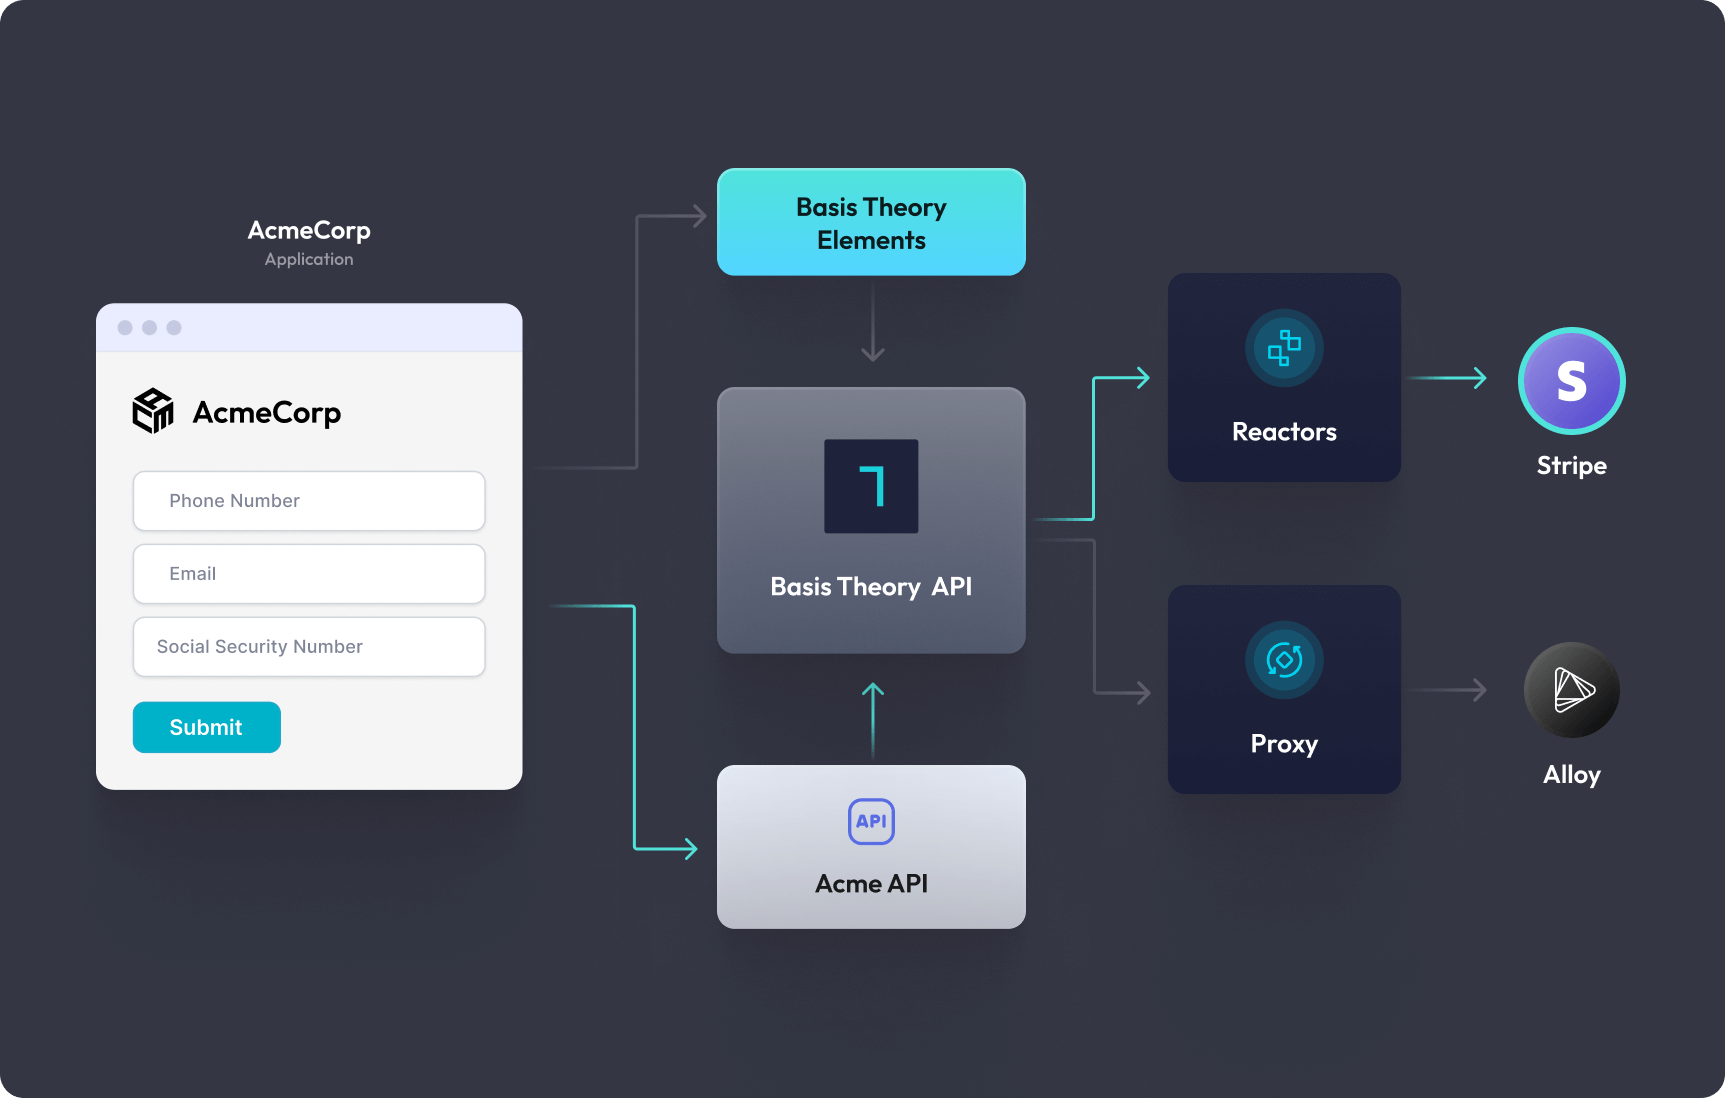 AcmeCorp
Application
AcmeCorp
Phone Number
Email
Social Security Number
Submit
Basis Theory
Elements
Basis Theory API
API
Acme API
Reactors
Proxy
S
Stripe
Alloy